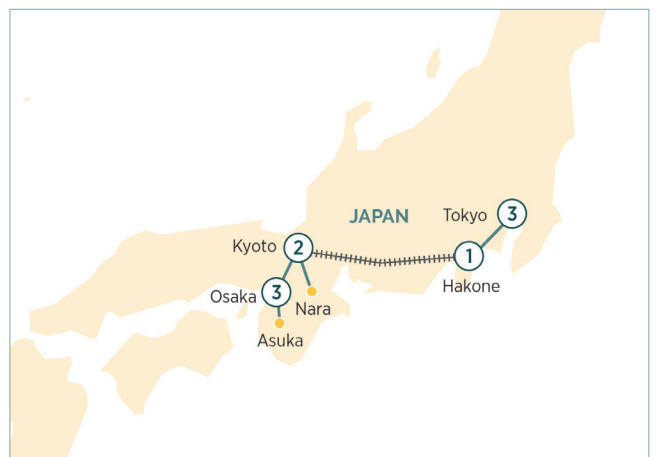 JAPAN
Tokyo 3
Kyoto 2
1
Hakone
Osaka 3
Nara
Asuka